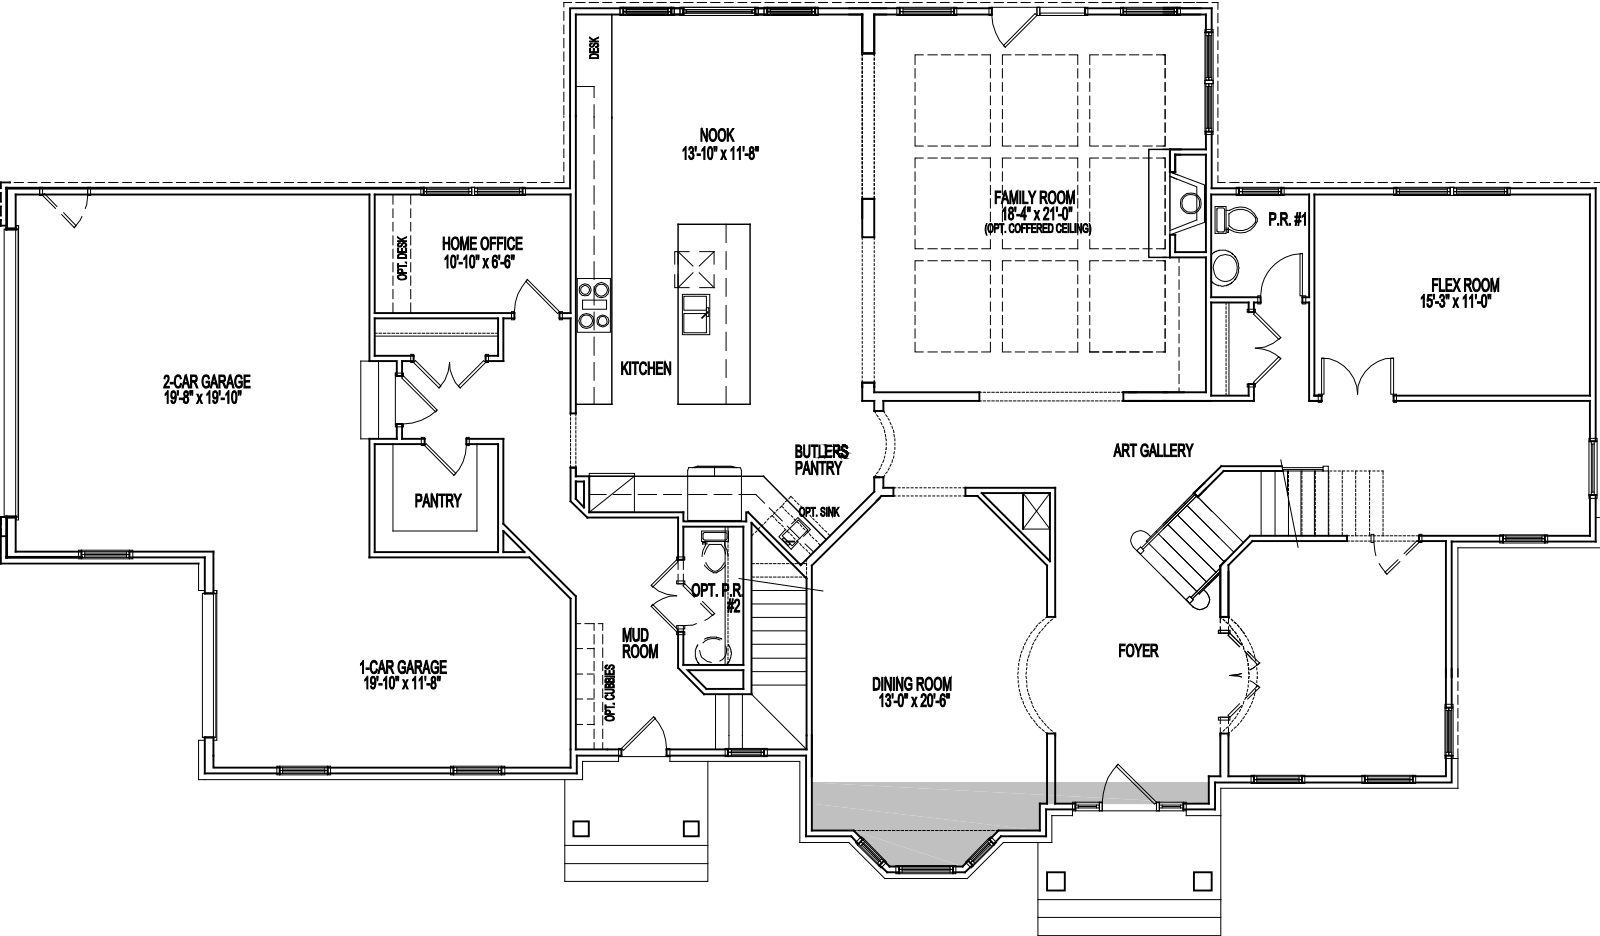 DESK
NOOK
13'-10" x 11'-8"
FAMILY ROOM
18'-4" x 21'-0"
(OPT. COFFERED CEILING)
P.R. #1
HOME OFFICE
10'-10" x 6'-6"
OPT. DESK
FLEX ROOM
15'-3" x 11'-0"
KITCHEN
2-CAR GARAGE
19'-8" x 19'-10"
BUTLERS
PANTRY
ART GALLERY
PANTRY
OPT. SINK
OPT. P.R.
#2
MUD
ROOM
FOYER
1-CAR GARAGE
19'-10" x 11'-8"
OPT. CUBBIES
DINING ROOM
13'-0" x 20'-6"